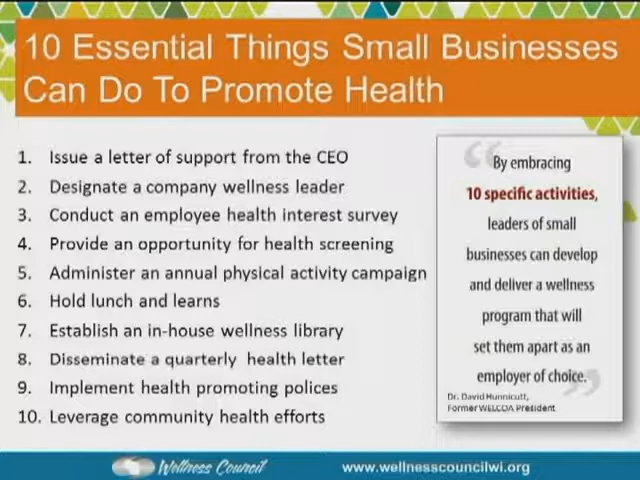 10 Essential Things Small Businesses
Can Do To Promote Health
1. Issue a letter of support from the CEO
2. Designate a company wellness leader
3. Conduct an employee health interest survey
4. Provide an opportunity for health screening
5. Administer an annual physical activity campaign
6. Hold lunch and learns
7. Establish an in-house wellness library
8. Disseminate a quarterly health letter
9. Implement health promoting polices
10. Leverage community health efforts
“By embracing
10 specific activities,
leaders of small
businesses can develop
and deliver a wellness
program that will
set them apart as an
employer of choice.”
Dr. David Hunnicutt,
Former WELCOA President
Wellness Council
www.wellnesscouncilwi.org